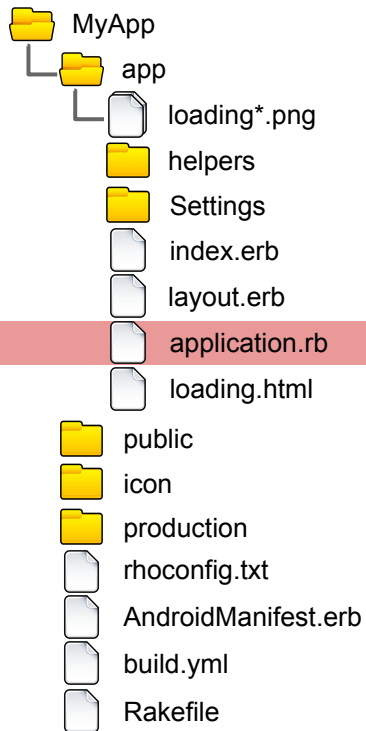 MyApp
app
loading*.png
helpers
Settings
index.erb
layout.erb
application.rb
loading.html
public
icon
production
rhoconfig.txt
AndroidManifest.erb
build.yml
Rakefile